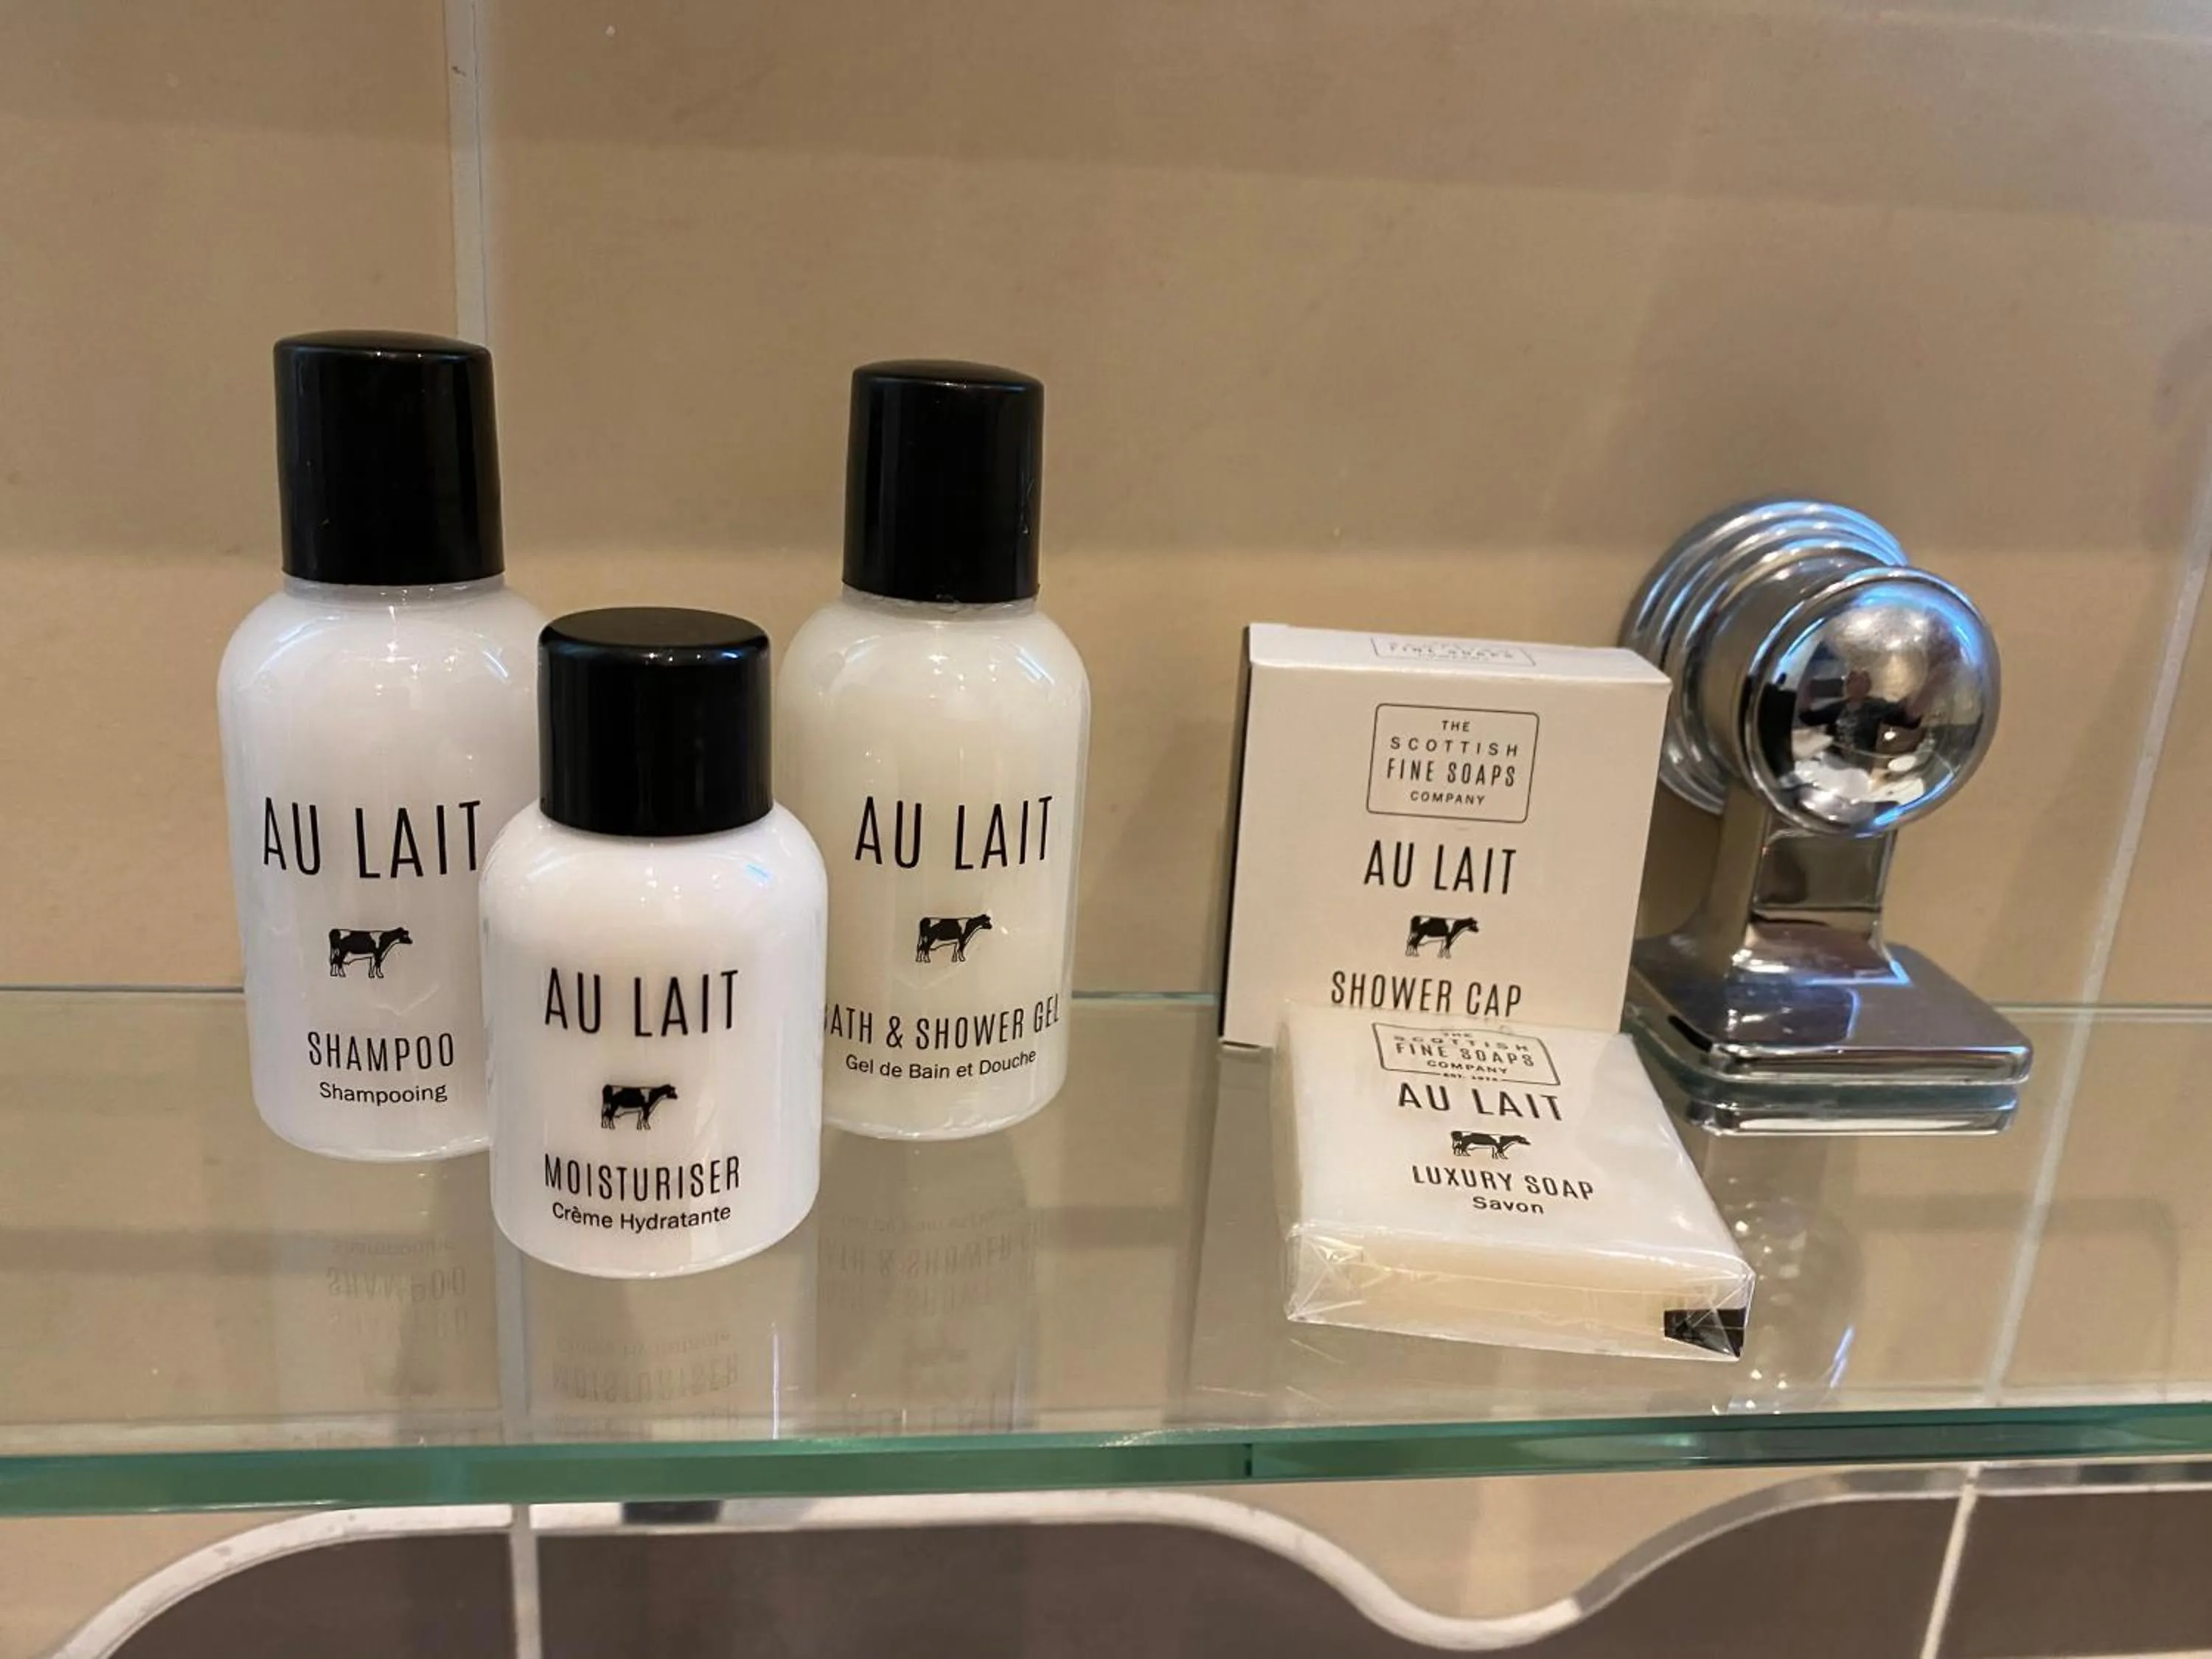 AU LAIT
SHAMPOO
Shampooing
AU LAIT
MOISTURISER
Crème Hydratante
AU LAIT
BATH & SHOWER GEL
Gel de Bain et Douche
FINE SOAPS
THE
SCOTTISH
FINE SOAPS
COMPANY
AU LAIT
SHOWER CAP
THE
SCOTTISH
FINE SOAPS
COMPANY
AU LAIT
LUXURY SOAP
Savon